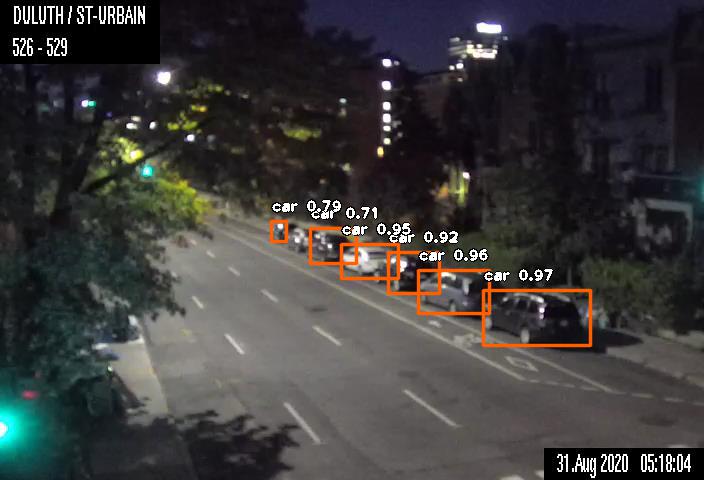 DULUTH / ST-URBAIN
526 - 529
car 0.79
car 0.71
car 0.95
car 0.92
car 0.96
car 0.97
31.Aug 2020 05:18:04